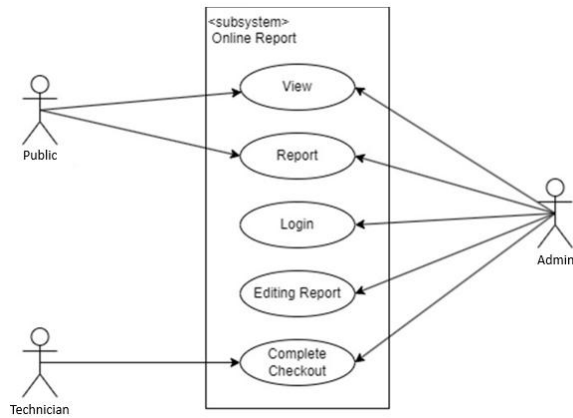 <subsystem>
Online Report
View
Public
Report
Login
Admin
Editing Report
Complete
Checkout
Technician